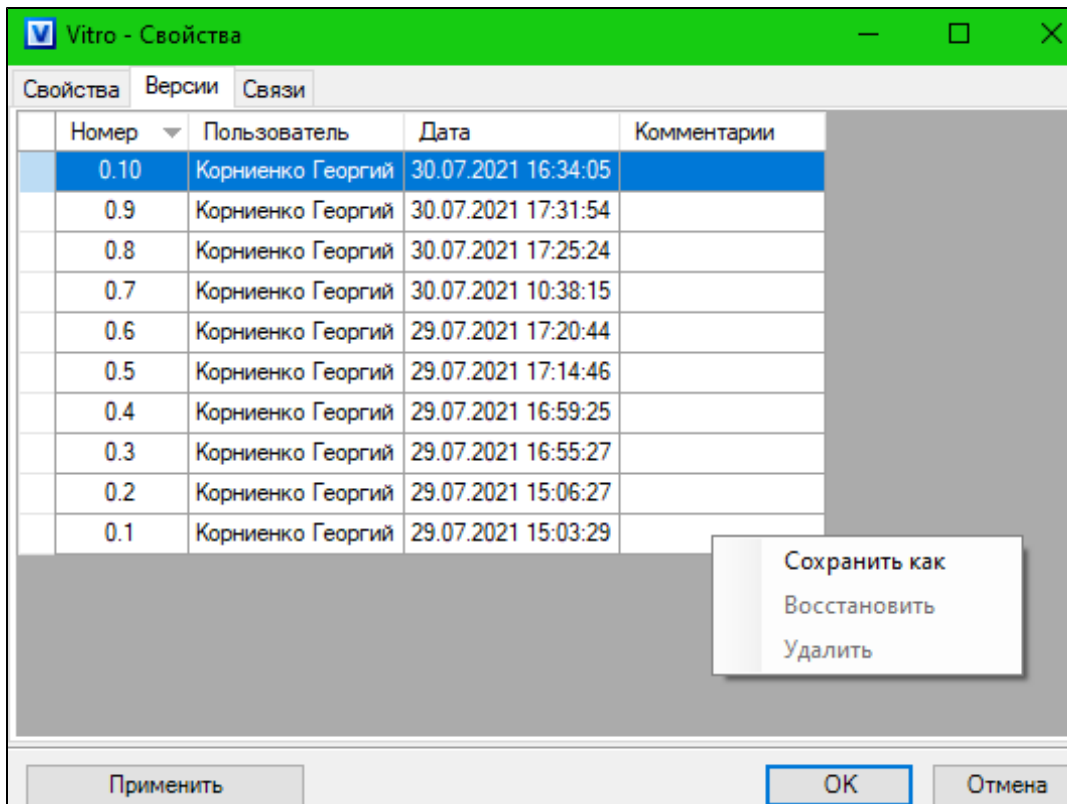 Vitro - Свойства
Свойства Версии Связи
Номер Пользователь Дата Комментарии
0.10 Корниенко Георгий 30.07.2021 16:34:05
0.9 Корниенко Георгий 30.07.2021 17:31:54
0.8 Корниенко Георгий 30.07.2021 17:25:24
0.7 Корниенко Георгий 30.07.2021 10:38:15
0.6 Корниенко Георгий 29.07.2021 17:20:44
0.5 Корниенко Георгий 29.07.2021 17:14:46
0.4 Корниенко Георгий 29.07.2021 16:59:25
0.3 Корниенко Георгий 29.07.2021 16:55:27
0.2 Корниенко Георгий 29.07.2021 15:06:27
0.1 Корниенко Георгий 29.07.2021 15:03:29
Сохранить как
Восстановить
Удалить
Применить OK Отмена